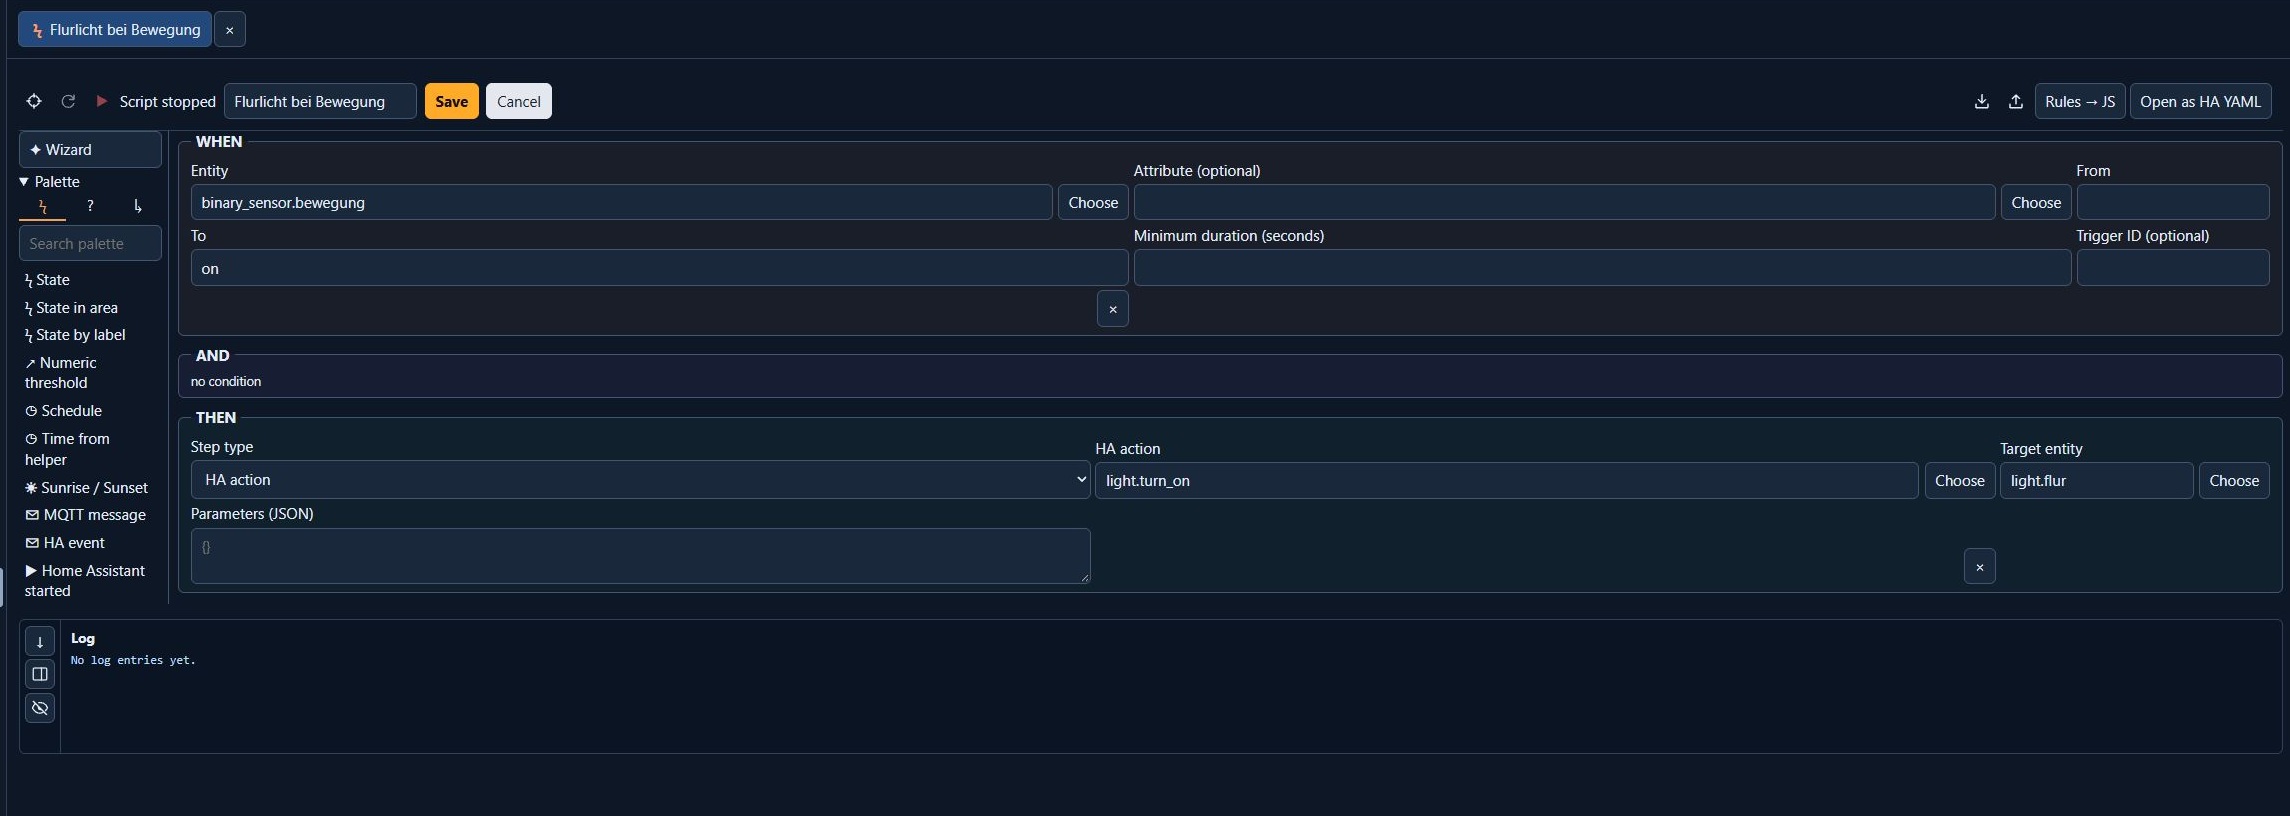 Flurlicht bei Bewegung ×
Script stopped Flurlicht bei Bewegung Save Cancel Rules → JS Open as HA YAML
✦ Wizard
▼ Palette
?
Search palette
State
State in area
State by label
↗ Numeric
threshold
Schedule
Time from
helper
Sunrise / Sunset
MQTT message
HA event
▶ Home Assistant
started
WHEN
Entity Attribute (optional) From
binary_sensor.bewegung Choose Choose
To Minimum duration (seconds) Trigger ID (optional)
on
×
AND
no condition
THEN
Step type HA action Target entity
HA action light.turn_on Choose light.flur Choose
Parameters (JSON)
{}
×
Log
No log entries yet.